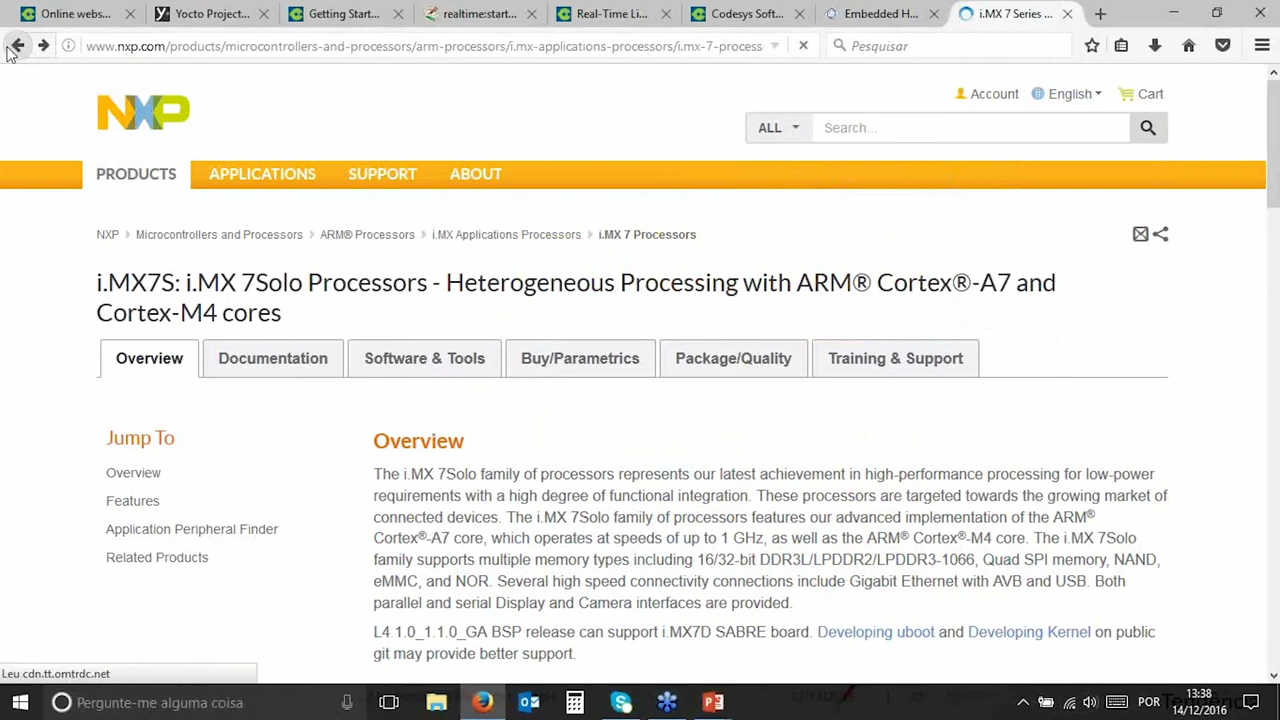 Online webs... Yocto Project... Getting Start... realtime:start... Real-Time Li... Codesys Soft... Embedded H... i.MX 7 Series ...
www.nxp.com/products/microcontrollers-and-processors/arm-processors/i.mx-applications-processors/i.mx-7-process Pesquisar
Account English Cart
NXP
ALL Search...
PRODUCTS APPLICATIONS SUPPORT ABOUT
NXP Microcontrollers and Processors ARM® Processors i.MX Applications Processors i.MX 7 Processors
i.MX7S: i.MX 7Solo Processors - Heterogeneous Processing with ARM® Cortex®-A7 and
Cortex-M4 cores
Overview Documentation Software & Tools Buy/Parametrics Package/Quality Training & Support
Jump To
Overview
Features
Application Peripheral Finder
Related Products
Overview
The i.MX 7Solo family of processors represents our latest achievement in high-performance processing for low-power
requirements with a high degree of functional integration. These processors are targeted towards the growing market of
connected devices. The i.MX 7Solo family of processors features our advanced implementation of the ARM®
Cortex®-A7 core, which operates at speeds of up to 1 GHz, as well as the ARM® Cortex®-M4 core. The i.MX 7Solo
family supports multiple memory types including 16/32-bit DDR3L/LPDDR2/LPDDR3-1066, Quad SPI memory, NAND,
eMMC, and NOR. Several high speed connectivity connections include Gigabit Ethernet with AVB and USB. Both
parallel and serial Display and Camera interfaces are provided.
L4.1.0_1.1.0_GA BSP release can support i.MX7D SABRE board. Developing uboot and Developing Kernel on public
git may provide better support.
Leu cdn.tt.omtrdc.net
Pergunte-me alguma coisa POR 13:38
14/12/2016